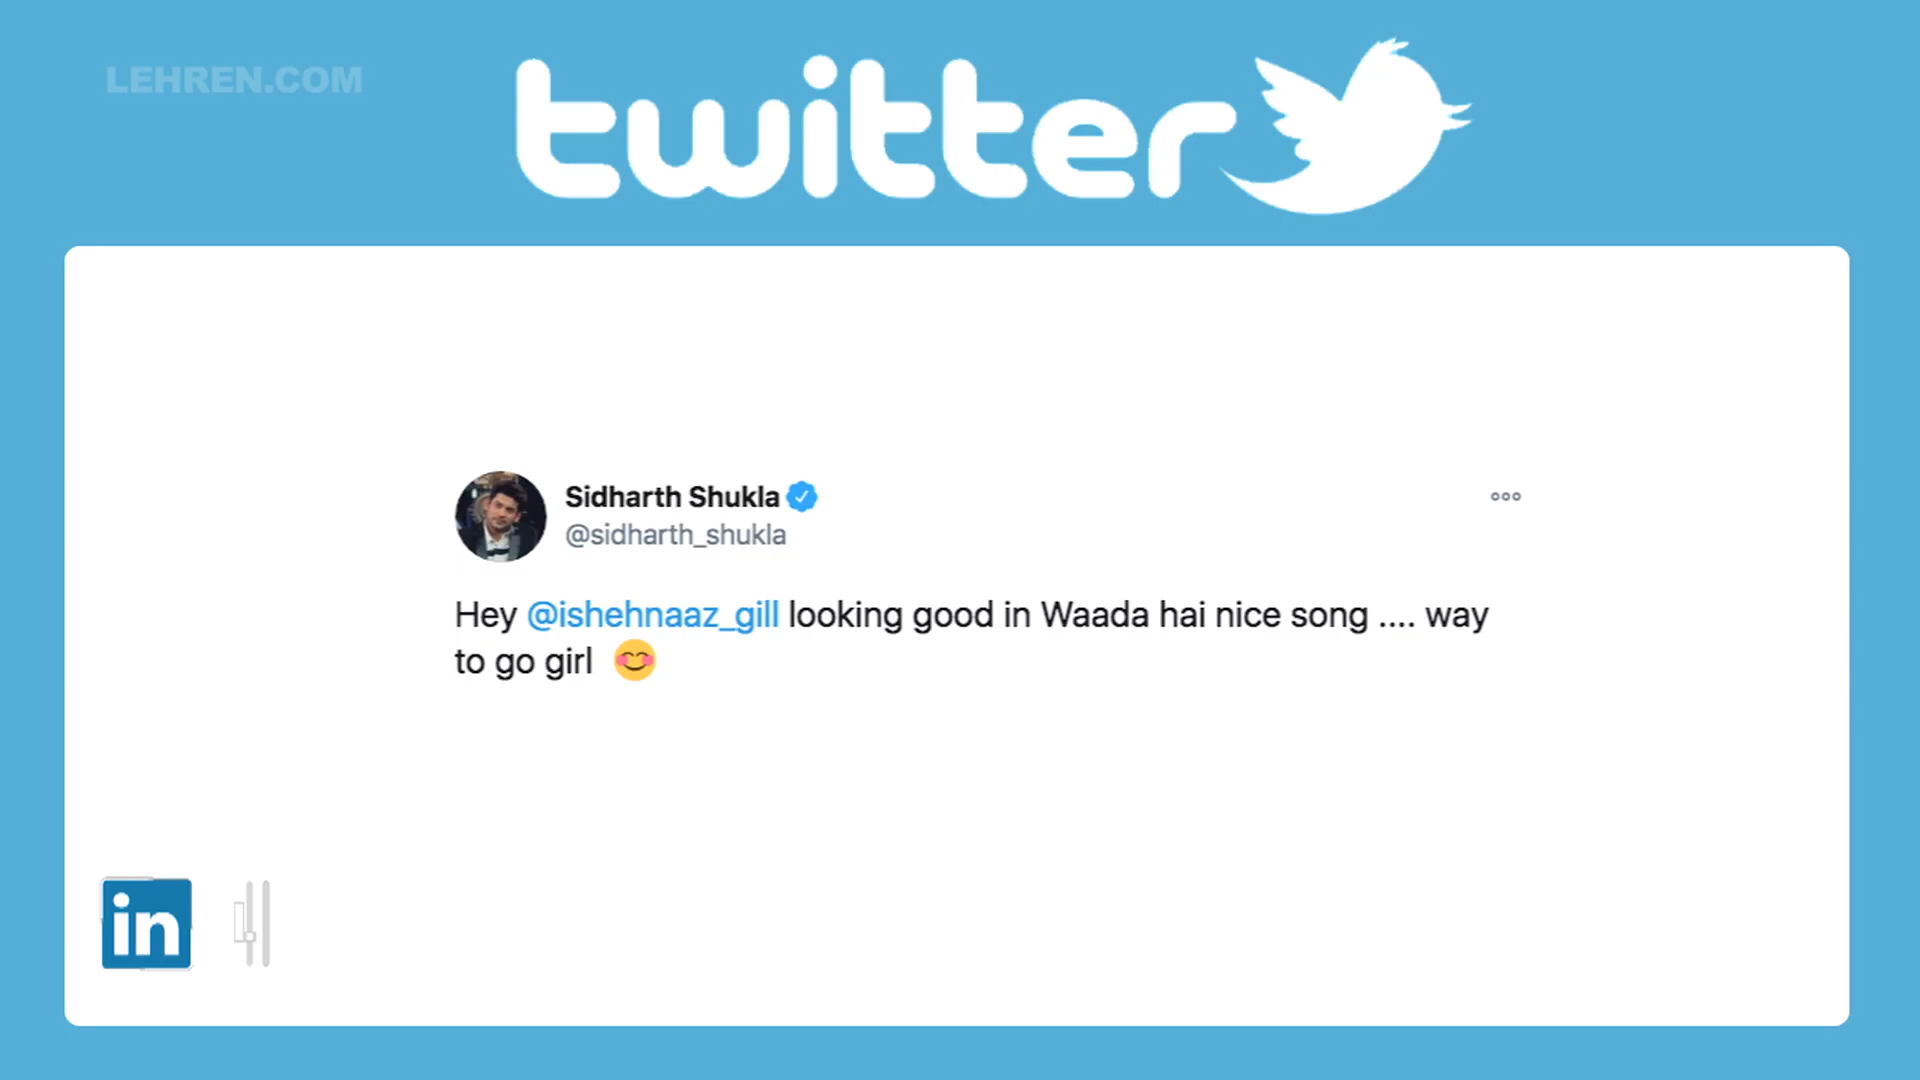 LEHREN.COM
twitter
Sidharth Shukla
@sidharth_shukla
Hey @ishehnaaz_gill looking good in Waada hai nice song .... way
to go girl 😊
in